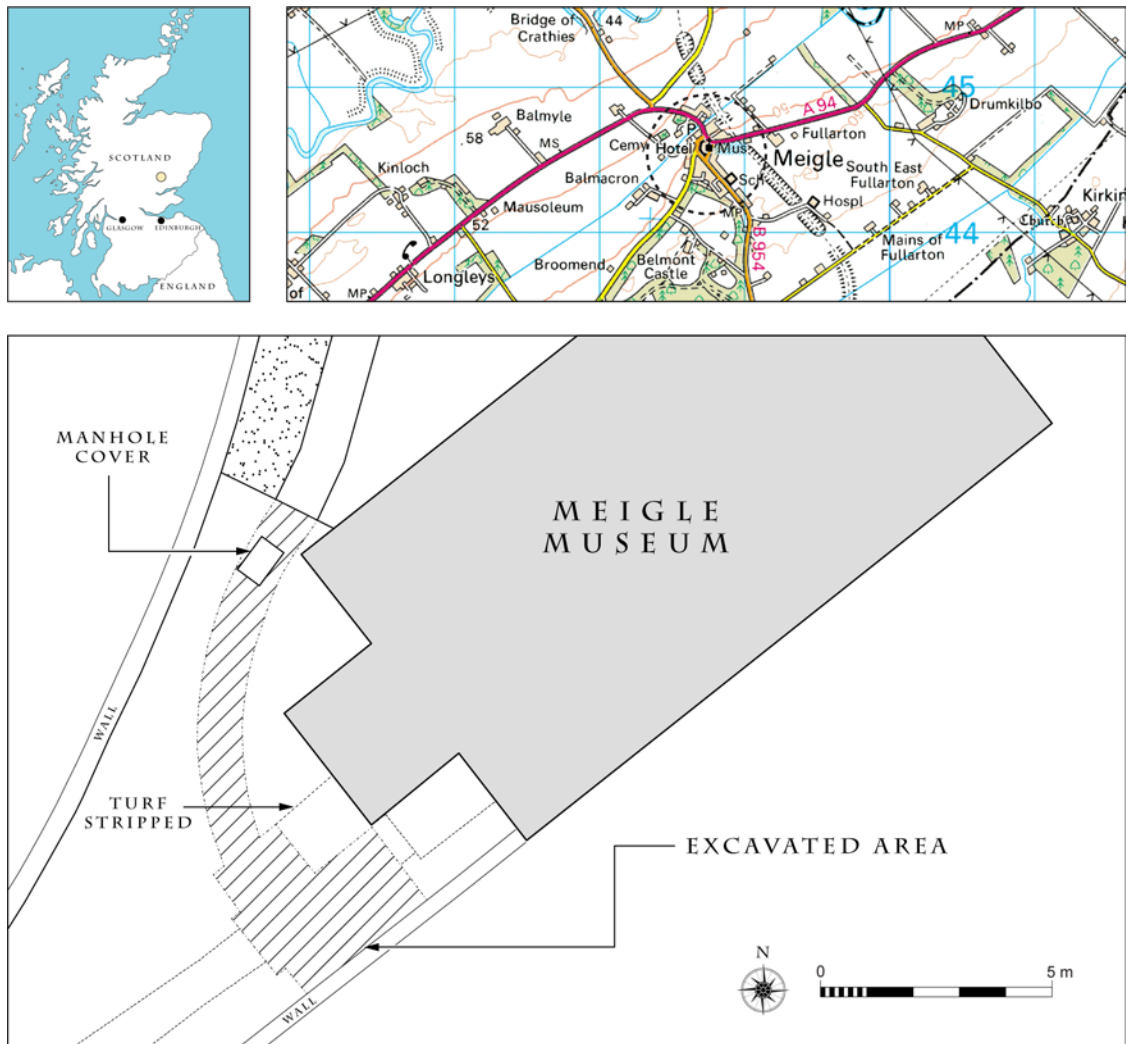 SCOTLAND
GLASGOW
EDINBURGH
ENGLAND
Bridge of
Crathies
44
MP
45
Drumkilbo
A 94
Balmyle
58
MS
Cemy
P
Hotel
Mus
Fullarton
Meigle
Kinloch
South East
Fullarton
Balmacron
Sch
Hospl
Kirkin
Mausoleum
MP
Church
52
Mains of
Fullarton
44
B 954
Broomend
Belmont
Castle
Longleys
MP
of
MANHOLE
COVER
MEIGLE
MUSEUM
WALL
TURF
STRIPPED
EXCAVATED AREA
WALL
N
0
5 m